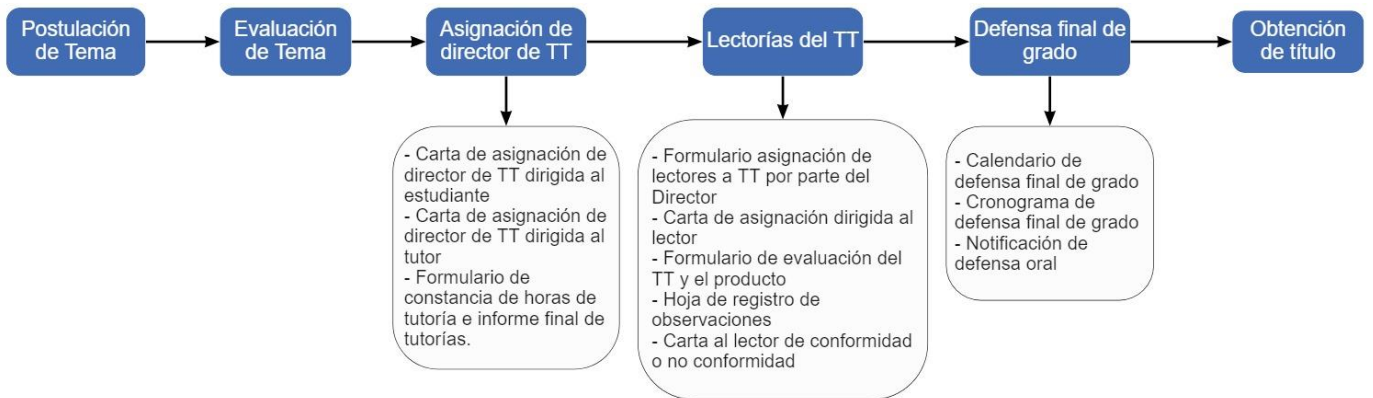 Postulación
de Tema
Evaluación
de Tema
Asignación de
director de TT
Lectorías del TT
Defensa final de
grado
Obtención
de título
- Carta de asignación de
director de TT dirigida al
estudiante
- Carta de asignación de
director de TT dirigida al
tutor
- Formulario de
constancia de horas de
tutoría e informe final de
tutorías.
- Formulario asignación de
lectores a TT por parte del
Director
- Carta de asignación dirigida al
lector
- Formulario de evaluación del
TT y el producto
- Hoja de registro de
observaciones
- Carta al lector de conformidad
o no conformidad
- Calendario de
defensa final de grado
- Cronograma de
defensa final de grado
- Notificación de
defensa oral